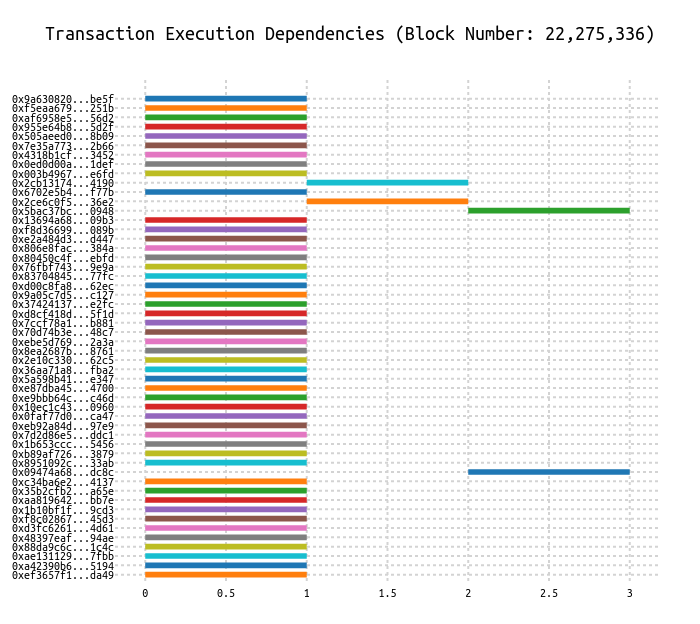 Transaction Execution Dependencies (Block Number: 22,275,336)
0x9a630820...be5f
0xf5eaa679...251b
0xaf6958e5...56d2
0x955e64b8...5d2f
0x505aeed0...8b09
0x7e35a773...2b66
0x4318b1cf...3452
0x0ed0d00a...1def
0x003b4967...e6fd
0x2cb13174...4190
0x6702e5b4...f77b
0x2ce6c0f5...36e2
0x5bac37bc...0948
0x13694a68...09b3
0xf8d36699...089b
0xe2a484d3...d447
0x806e8fac...384a
0x80450c4f...ebfd
0x76fbf743...9e9a
0x83704845...77fc
0xd00c8fa8...62ec
0x9a05c7d5...c127
0x37424137...e2fc
0xd8cf418d...5f1d
0x7ccf78a1...b881
0x70d74b3e...48c7
0xebe5d769...2a3a
0x8ea2687b...8761
0x2e10c330...62c5
0x36aa71a8...fba2
0x5a598b41...e347
0xe87dba45...4700
0xe9bbb64c...c46d
0x10ec1c43...0960
0x0faf77d0...ca47
0xeb92a84d...97e9
0x7d2d86e5...ddc1
0x1b653ccc...5456
0xb89af726...3879
0x8951092c...33ab
0x09474a68...dc8c
0xc34ba6e2...4137
0x35b2cfb2...a65e
0xaa819642...bb7e
0x1b10bf1f...9cd3
0xf8c02867...45d3
0xd3fc6261...4d61
0x48397eaf...94ae
0x88da9c6c...1c4c
0xae131129...7fbb
0xa42390b6...5194
0xef3657f1...da49
0 0.5 1 1.5 2 2.5 3